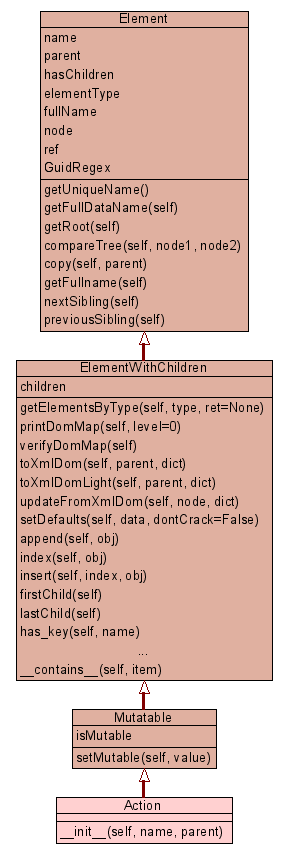 Element
name
parent
hasChildren
elementType
fullName
node
ref
GuidRegex
getUniqueName()
getFullDataName(self)
getRoot(self)
compareTree(self, node1, node2)
copy(self, parent)
getFullname(self)
nextSibling(self)
previousSibling(self)
ElementWithChildren
children
getElementsByType(self, type, ret=None)
printDomMap(self, level=0)
verifyDomMap(self)
toXmlDom(self, parent, dict)
toXmlDomLight(self, parent, dict)
updateFromXmlDom(self, node, dict)
setDefaults(self, data, dontCrack=False)
append(self, obj)
index(self, obj)
insert(self, index, obj)
firstChild(self)
lastChild(self)
has_key(self, name)
...
__contains__(self, item)
Mutatable
isMutable
setMutable(self, value)
Action
__init__(self, name, parent)